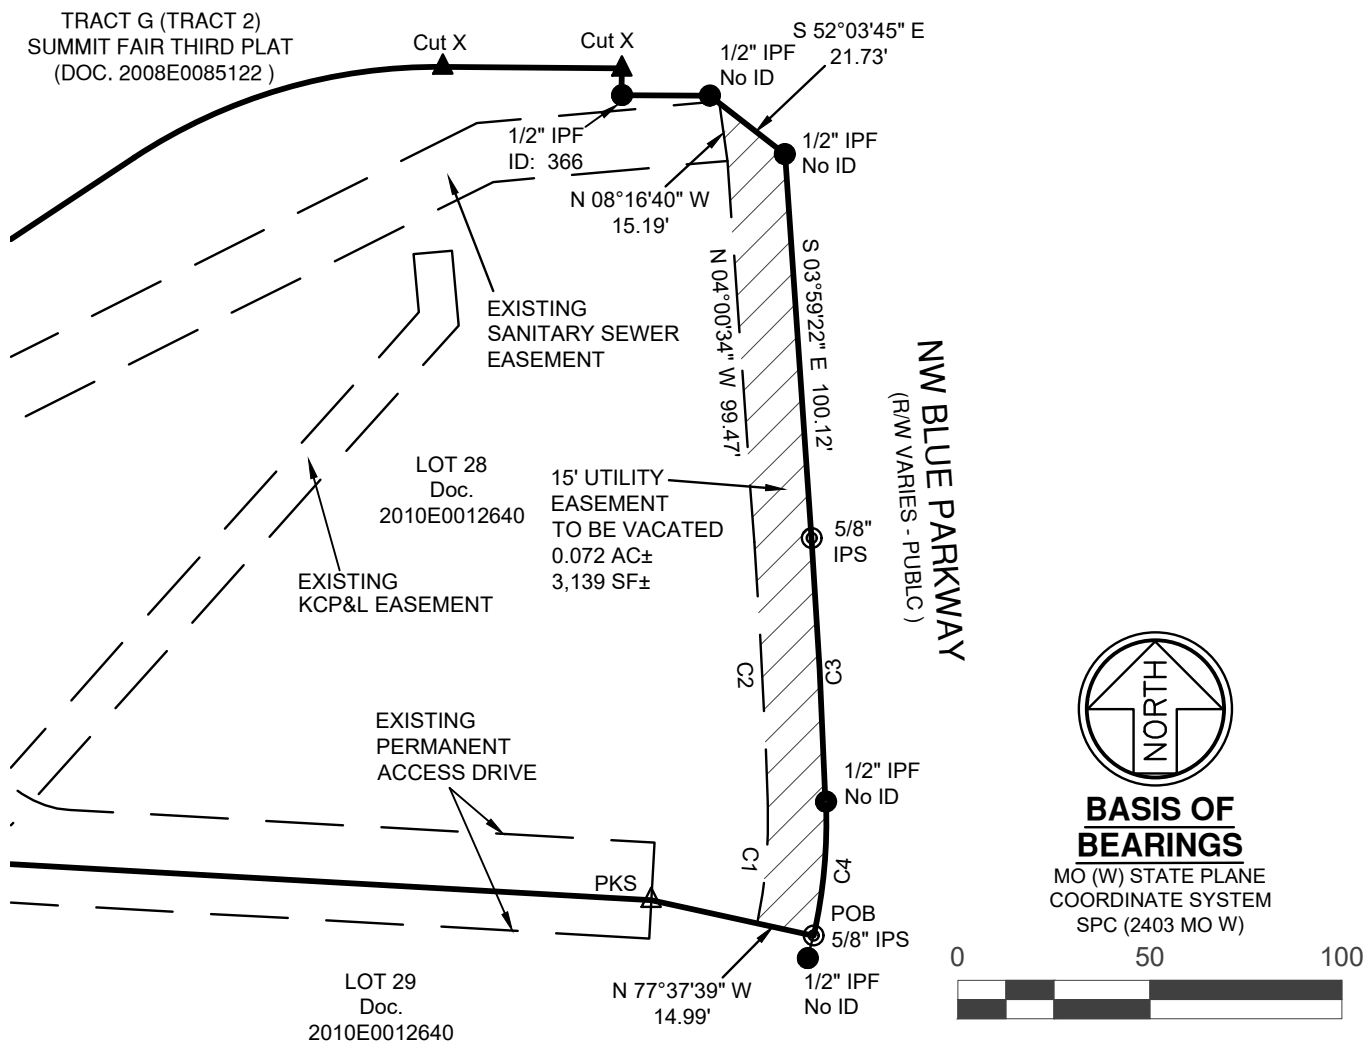 TRACT G (TRACT 2)
SUMMIT FAIR THIRD PLAT
(DOC. 2008E0085122 )
Cut X
Cut X
1/2" IPF
No ID
S 52°03'45" E
21.73'
1/2" IPF
ID: 366
1/2" IPF
No ID
N 08°16'40" W
15.19'
N 04°00'34" W 99.47'
S 03°59'22" E 100.12'
EXISTING
SANITARY SEWER
EASEMENT
NW BLUE PARKWAY
(R/W VARIES - PUBLC )
LOT 28
Doc.
2010E0012640
15' UTILITY
EASEMENT
TO BE VACATED
0.072 AC±
3,139 SF±
5/8"
IPS
EXISTING
KCP&L EASEMENT
C2
C3
NORTH
EXISTING
PERMANENT
ACCESS DRIVE
1/2" IPF
No ID
BASIS OF
BEARINGS
MO (W) STATE PLANE
COORDINATE SYSTEM
SPC (2403 MO W)
C1
C4
PKS
POB
5/8" IPS
0 50 100
LOT 29
Doc.
2010E0012640
N 77°37'39" W
14.99'
1/2" IPF
No ID